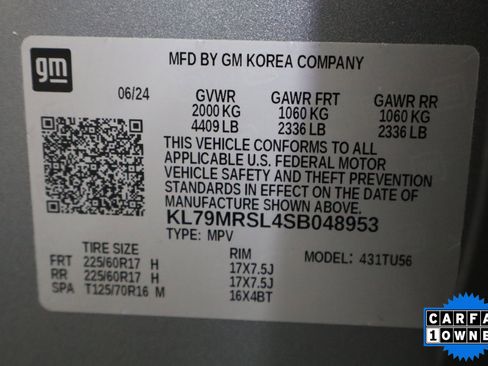 gm
MFD BY GM KOREA COMPANY
06/24 GVWR GAWR FRT GAWR RR
2000 KG 1060 KG 1060 KG
4409 LB 2336 LB 2336 LB
THIS VEHICLE CONFORMS TO ALL
APPLICABLE U.S. FEDERAL MOTOR
VEHICLE SAFETY AND THEFT PREVENTION
STANDARDS IN EFFECT ON THE DATE OF
MANUFACTURE SHOWN ABOVE.
KL79MRSL4SB048953
TYPE: MPV
TIRE SIZE RIM MODEL: 431TU56
FRT 225/60R17 H 17X7.5J
RR 225/60R17 H 17X7.5J
SPA T125/70R16 M 16X4BT
CARFA
1 OWNE